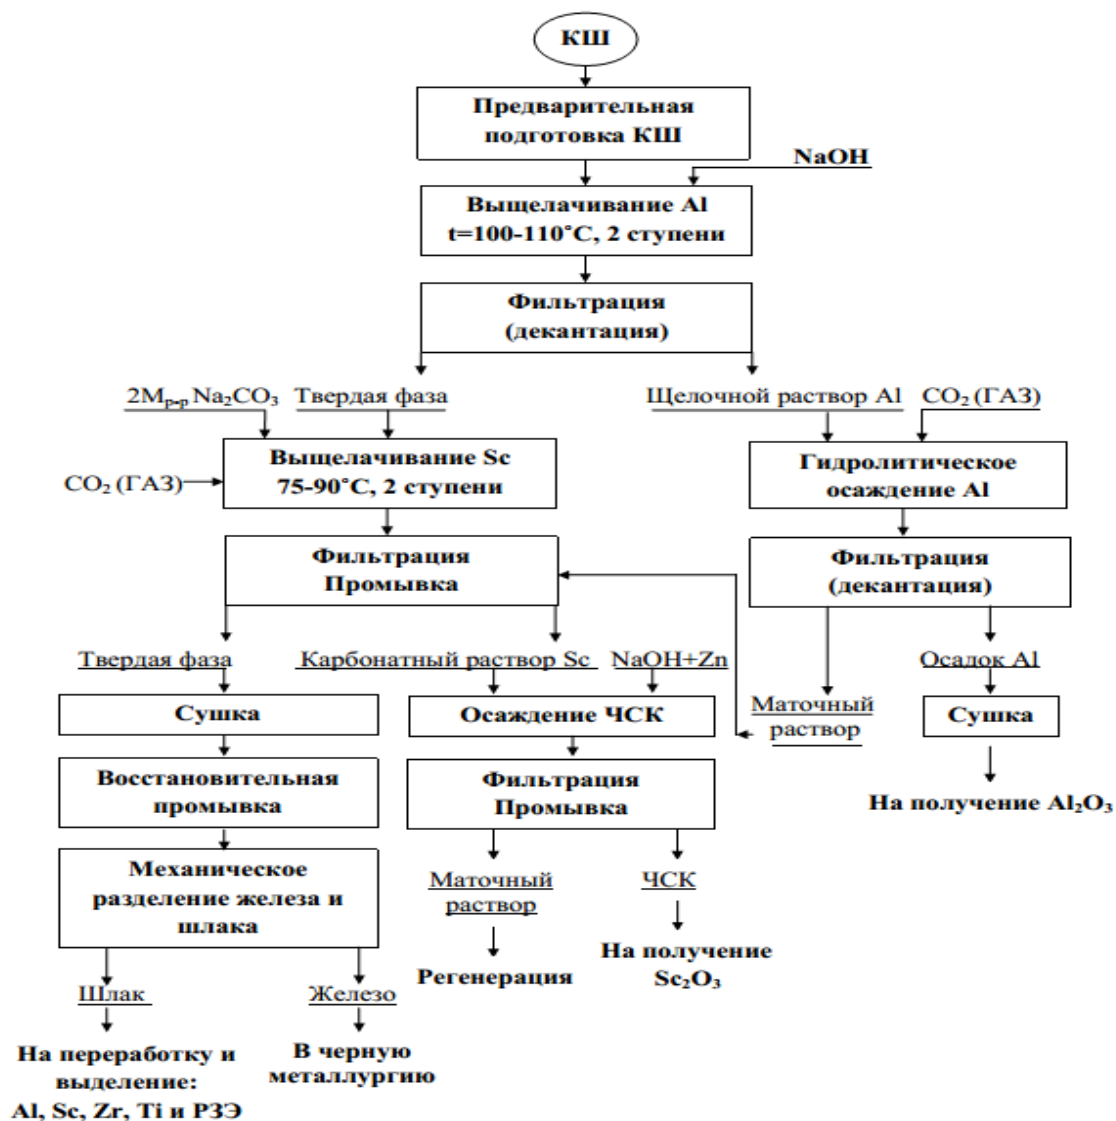 КШ
Предварительная
подготовка КШ
NaOH
Выщелачивание Al
t=100-110˚C, 2 ступени
Фильтрация
(декантация)
2Mр-р Na₂CO₃
Твердая фаза
Щелочной раствор Al
CO₂ (ГАЗ)
Выщелачивание Sc
75-90˚C, 2 ступени
CO₂ (ГАЗ)
Гидролитическое
осаждение Al
Фильтрация
Промывка
Фильтрация
(декантация)
Твердая фаза
Карбонатный раствор Sc
NaOH+Zn
Осадок Al
Маточный
раствор
Сушка
Осаждение ЧСК
Сушка
Восстановительная
промывка
Фильтрация
Промывка
На получение Al₂O₃
Механическое
разделение железа и
шлака
Маточный
раствор
ЧСК
Регенерация
На получение
Sc₂O₃
Шлак
Железо
На переработку и
выделение:
Al, Sc, Zr, Ti и РЗЭ
В черную
металлургию